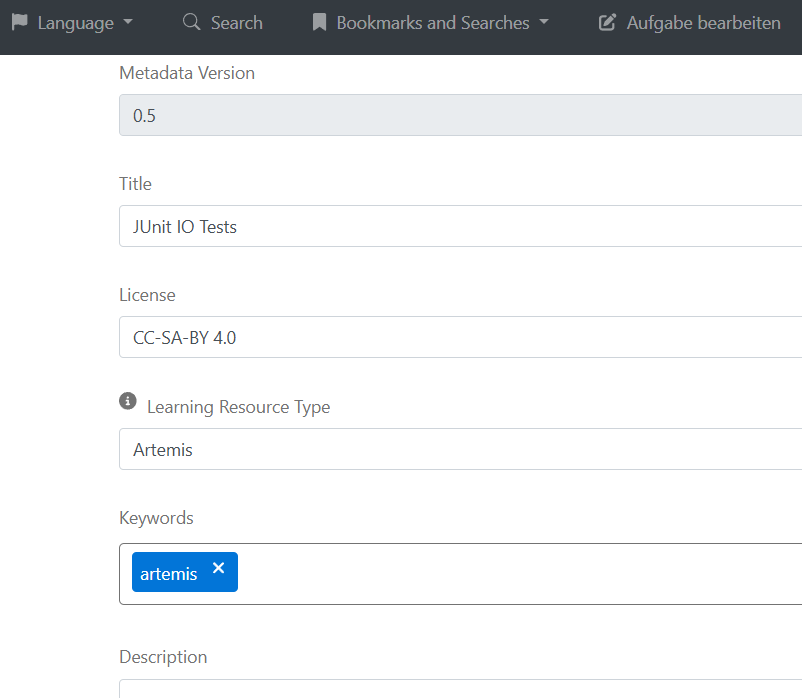 Language Search Bookmarks and Searches Aufgabe bearbeiten
Metadata Version
0.5
Title
JUnit IO Tests
License
CC-SA-BY 4.0
Learning Resource Type
Artemis
Keywords
artemis
Description